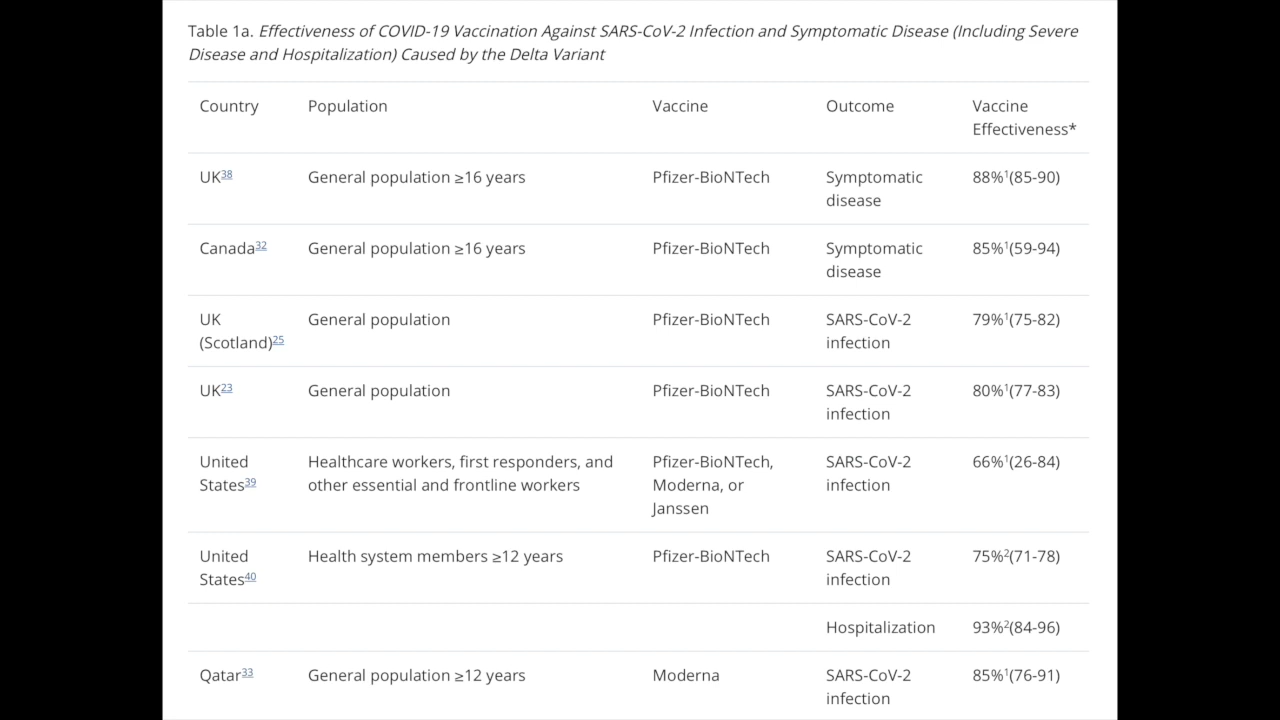 Table 1a. Effectiveness of COVID-19 Vaccination Against SARS-CoV-2 Infection and Symptomatic Disease (Including Severe
Disease and Hospitalization) Caused by the Delta Variant
Country Population Vaccine Outcome Vaccine
Effectiveness*
UK38 General population ≥16 years Pfizer-BioNTech Symptomatic 88%1(85-90)
disease
Canada32 General population ≥16 years Pfizer-BioNTech Symptomatic 85%1(59-94)
disease
UK General population Pfizer-BioNTech SARS-CoV-2 79%1(75-82)
(Scotland)25 infection
UK23 General population Pfizer-BioNTech SARS-CoV-2 80%1(77-83)
infection
United Healthcare workers, first responders, and Pfizer-BioNTech, SARS-CoV-2 66%1(26-84)
States39 other essential and frontline workers Moderna, or infection
Janssen
United Health system members ≥12 years Pfizer-BioNTech SARS-CoV-2 75%2(71-78)
States40 infection
Hospitalization 93%2(84-96)
Qatar33 General population ≥12 years Moderna SARS-CoV-2 85%1(76-91)
infection